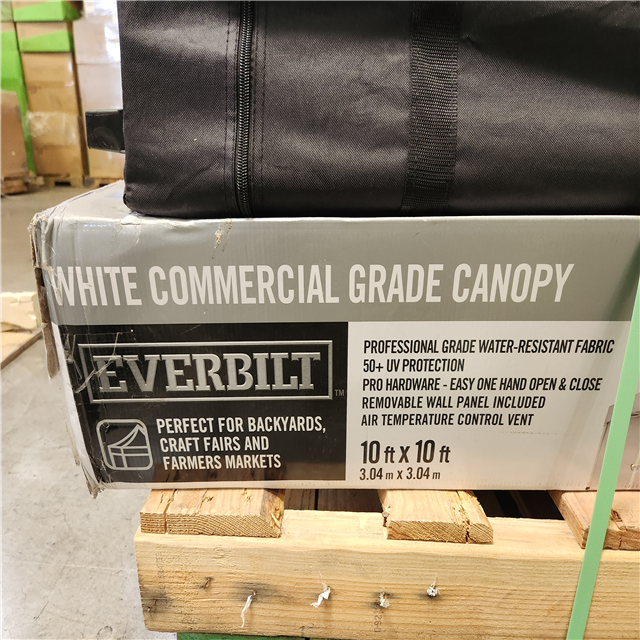 WHITE COMMERCIAL GRADE CANOPY
EVERBILT™
PERFECT FOR BACKYARDS,
CRAFT FAIRS AND
FARMERS MARKETS
PROFESSIONAL GRADE WATER-RESISTANT FABRIC
50+ UV PROTECTION
PRO HARDWARE - EASY ONE HAND OPEN & CLOSE
REMOVABLE WALL PANEL INCLUDED
AIR TEMPERATURE CONTROL VENT
10 ft x 10 ft
3.04 m x 3.04 m